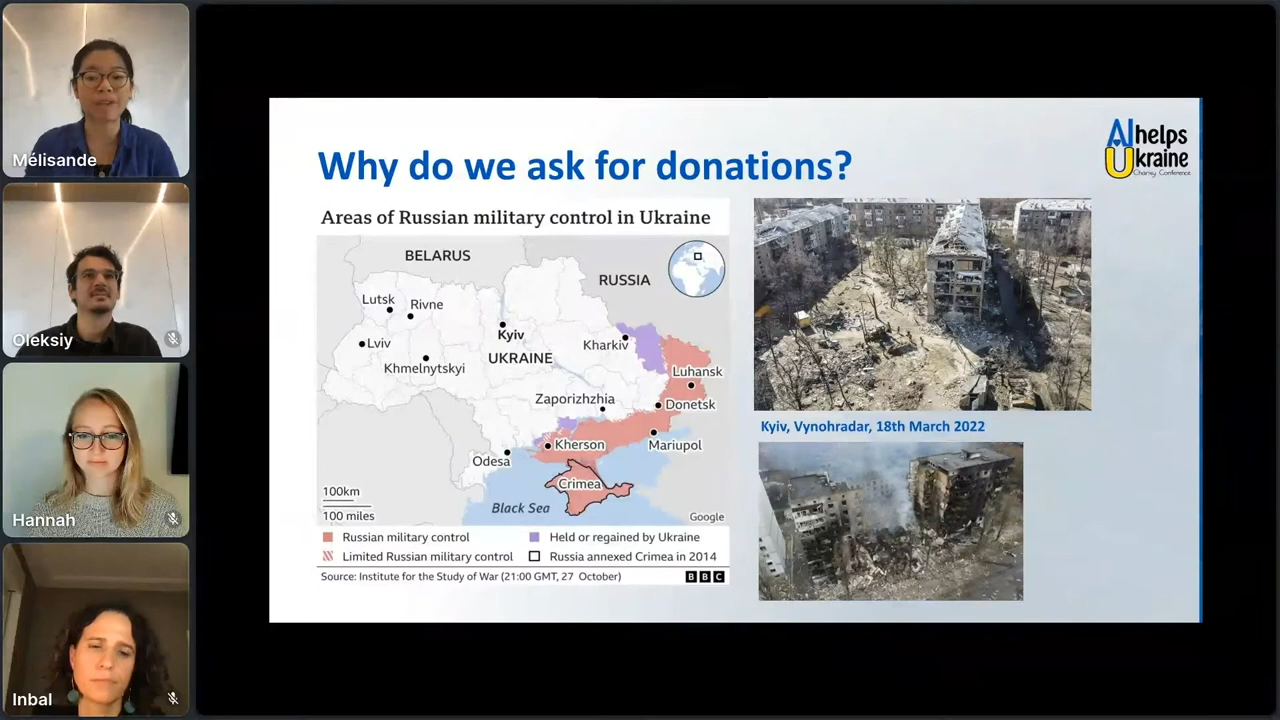 Mélisande
Oleksiy
Hannah
Inbal
Why do we ask for donations?
AI helps
Ukraine
Charity Conference
Areas of Russian military control in Ukraine
BELARUS
RUSSIA
Lutsk
Rivne
Kyiv
Lviv
UKRAINE
Kharkiv
Khmelnytskyi
Luhansk
Zaporizhzhia
Donetsk
Kherson
Mariupol
Odesa
Crimea
100km
100 miles
Black Sea
Google
Russian military control
Held or regained by Ukraine
Limited Russian military control
Russia annexed Crimea in 2014
Source: Institute for the Study of War (21:00 GMT, 27 October)
BBC
Kyiv, Vynohradar, 18th March 2022